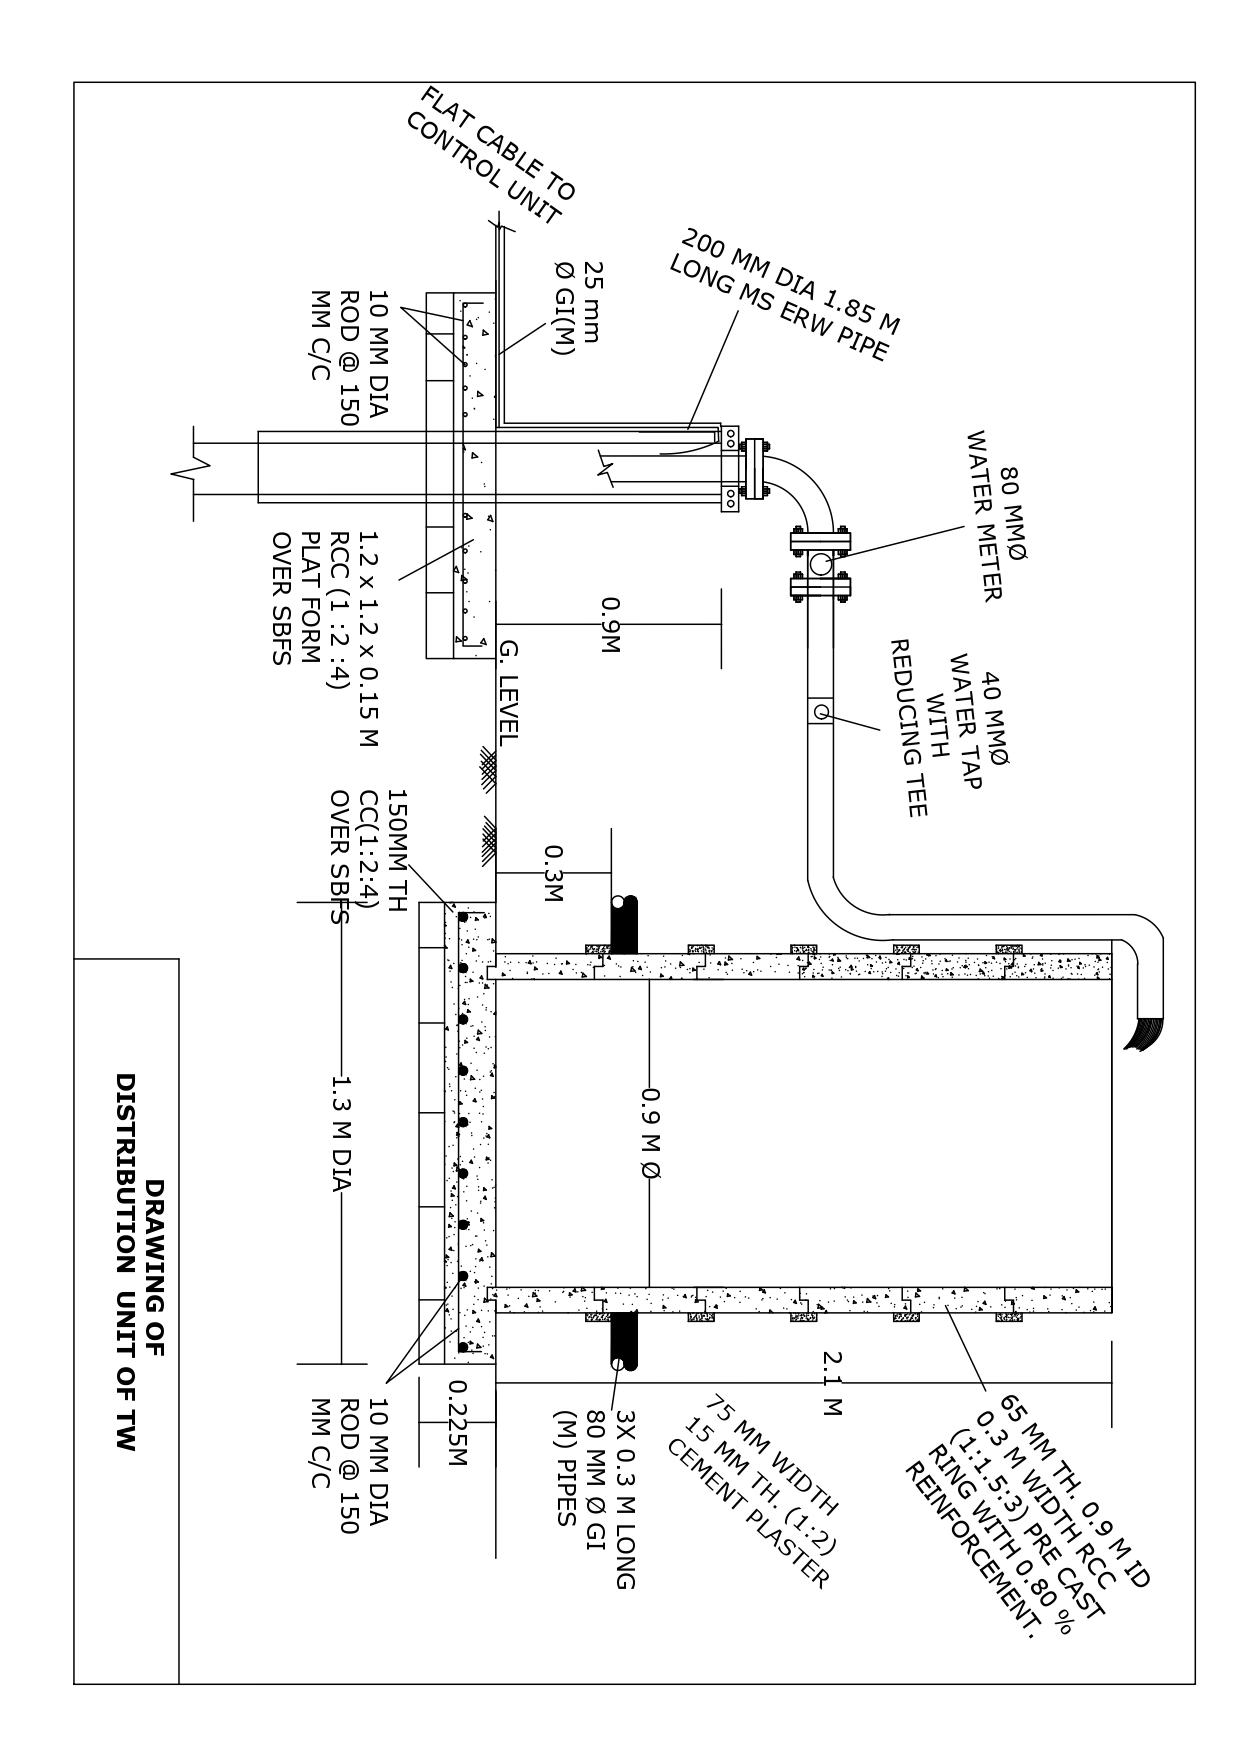 FLAT CABLE TO
CONTROL UNIT
200 MM DIA 1.85 M
LONG MS ERW PIPE
25 mm
Ø GI(M)
10 MM DIA
ROD @ 150
MM C/C
80 MMØ
WATER METER
40 MMØ
WATER TAP
WITH
REDUCING TEE
0.9M
G. LEVEL
1.2 x 1.2 x 0.15 M
RCC (1 :2 :4)
PLAT FORM
OVER SBFS
150MM TH
CC(1:2:4)
OVER SBFS
0.3M
0.9 M Ø
1.3 M DIA
2.1 M
0.225M
65 MM TH. 0.9 M ID
0.3 M WIDTH RCC
(1:1.5:3) PRE CAST
RING WITH 0.80 %
REINFORCEMENT.
75 MM WIDTH
15 MM TH. (1:2)
CEMENT PLASTER
3X 0.3 M LONG
80 MM Ø GI
(M) PIPES
10 MM DIA
ROD @ 150
MM C/C
DRAWING OF
DISTRIBUTION UNIT OF TW